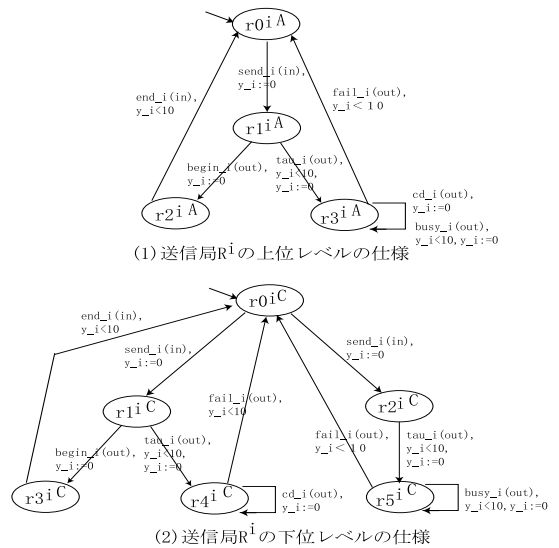 r0iA
send_i(in),
y_i:=0
end_i(in),
y_i<10
fail_i(out),
y_i<10
r1iA
begin_i(out),
y_i:=0
tau_i(out),
y_i<10,
y_i:=0
r2iA
r3iA
cd_i(out),
y_i:=0
busy_i(out),
y_i<10,y_i:=0
(1)送信局Riの上位レベルの仕様
r0iC
end_i(in),
y_i<10
send_i(in),
y_i:=0
send_i(in),
y_i:=0
r1iC
fail_i(out),
y_i<10
r2iC
begin_i(out),
y_i:=0
tau_i(out),
y_i<10,
y_i:=0
fail_i(out),
y_i<10
tau_i(out),
y_i<10,
y_i:=0
r3iC
r4iC
cd_i(out),
y_i:=0
r5iC
busy_i(out),
y_i<10,y_i:=0
(2)送信局Riの下位レベルの仕様